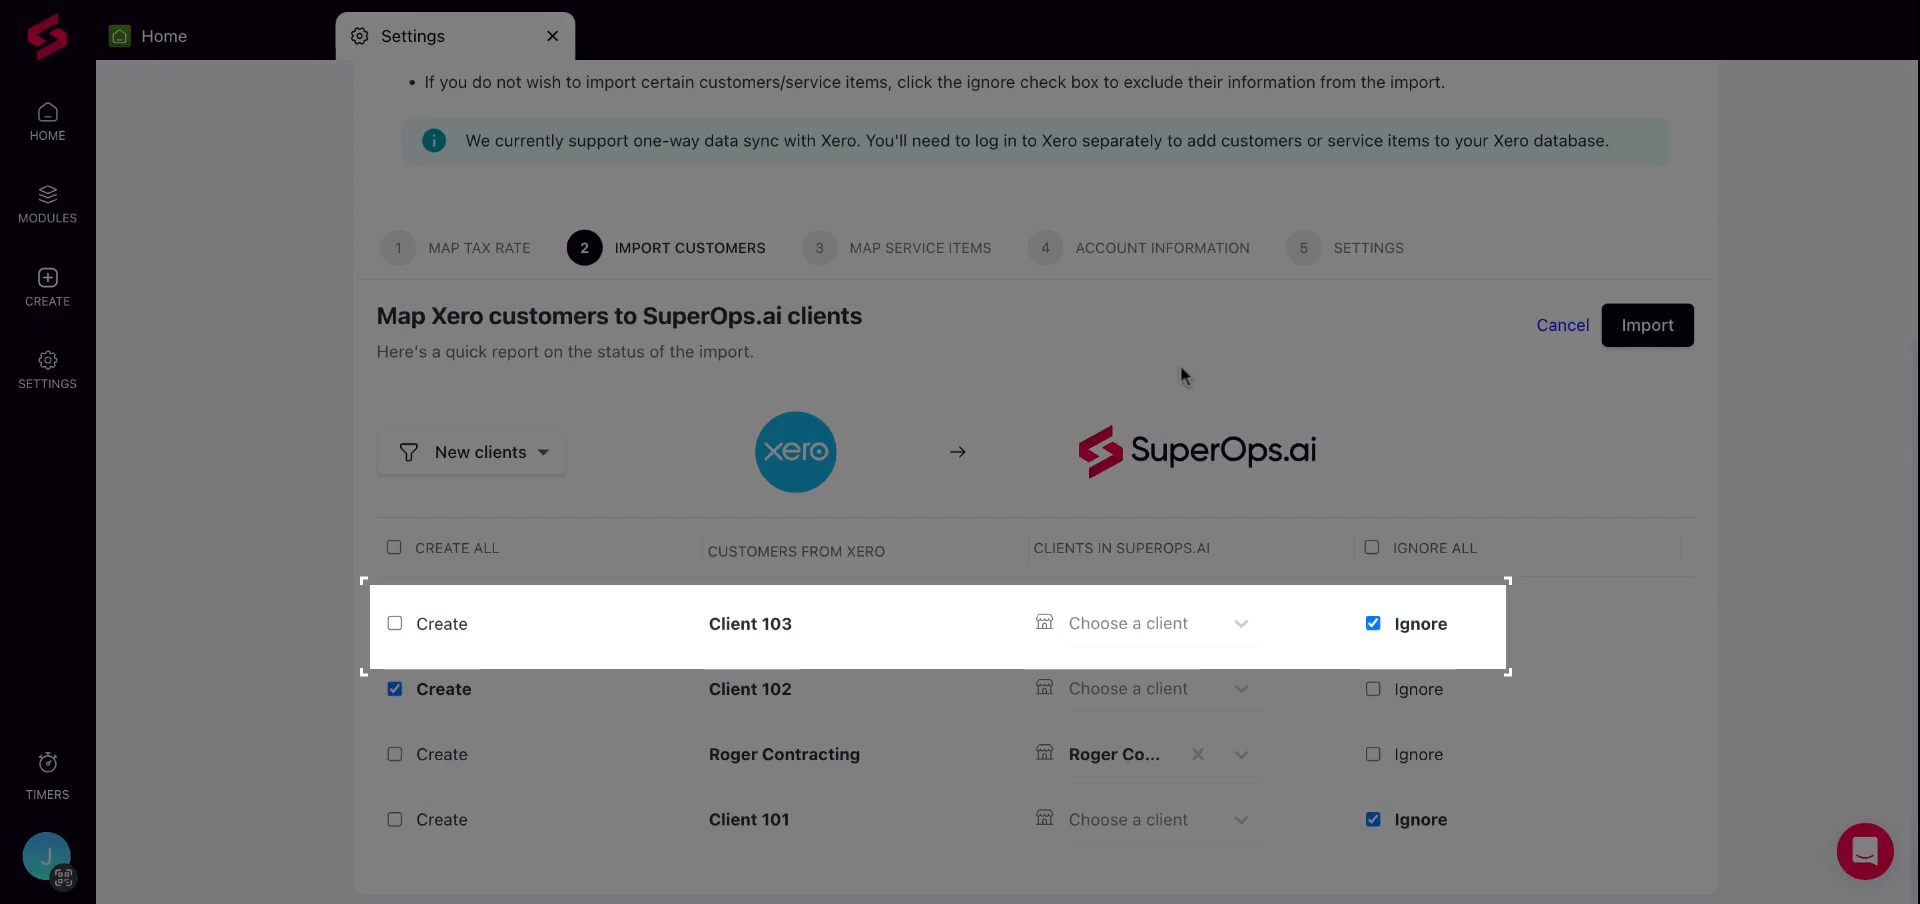 Home
Settings
HOME
MODULES
CREATE
SETTINGS
TIMERS
J
• If you do not wish to import certain customers/service items, click the ignore check box to exclude their information from the import.
We currently support one-way data sync with Xero. You'll need to log in to Xero separately to add customers or service items to your Xero database.
1 MAP TAX RATE 2 IMPORT CUSTOMERS 3 MAP SERVICE ITEMS 4 ACCOUNT INFORMATION 5 SETTINGS
Map Xero customers to SuperOps.ai clients
Here's a quick report on the status of the import.
Cancel Import
New clients xero → SuperOps.ai
CREATE ALL CUSTOMERS FROM XERO CLIENTS IN SUPEROPS.AI IGNORE ALL
Create Client 103 Choose a client Ignore
Create Client 102 Choose a client Ignore
Create Roger Contracting Roger Co... Ignore
Create Client 101 Choose a client Ignore